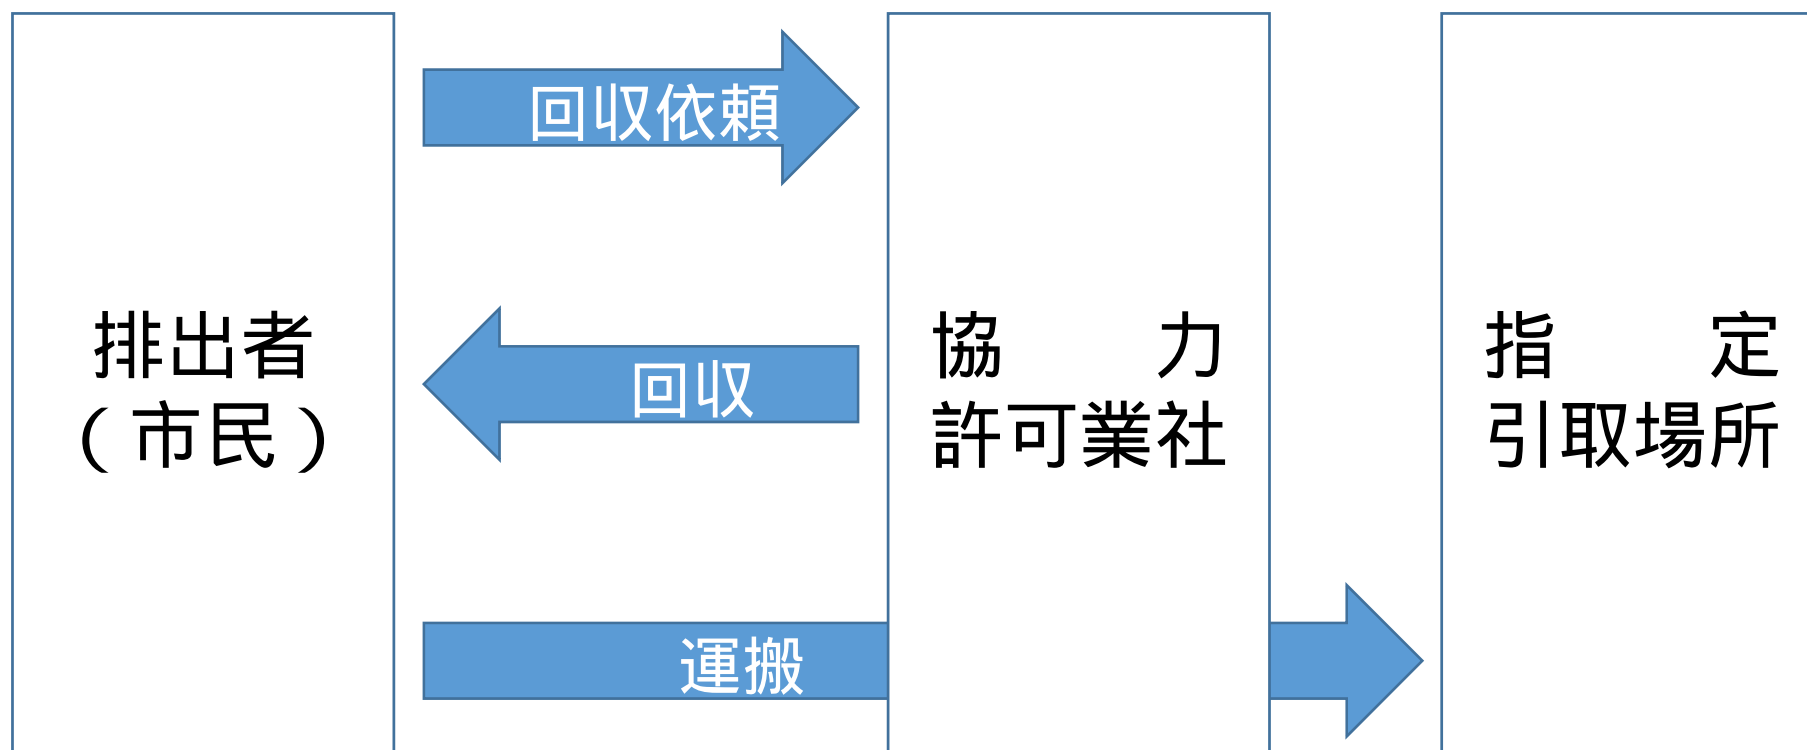 回収依頼
回収
運搬
排出者
（市民）
協力
許可業社
指定
引取場所